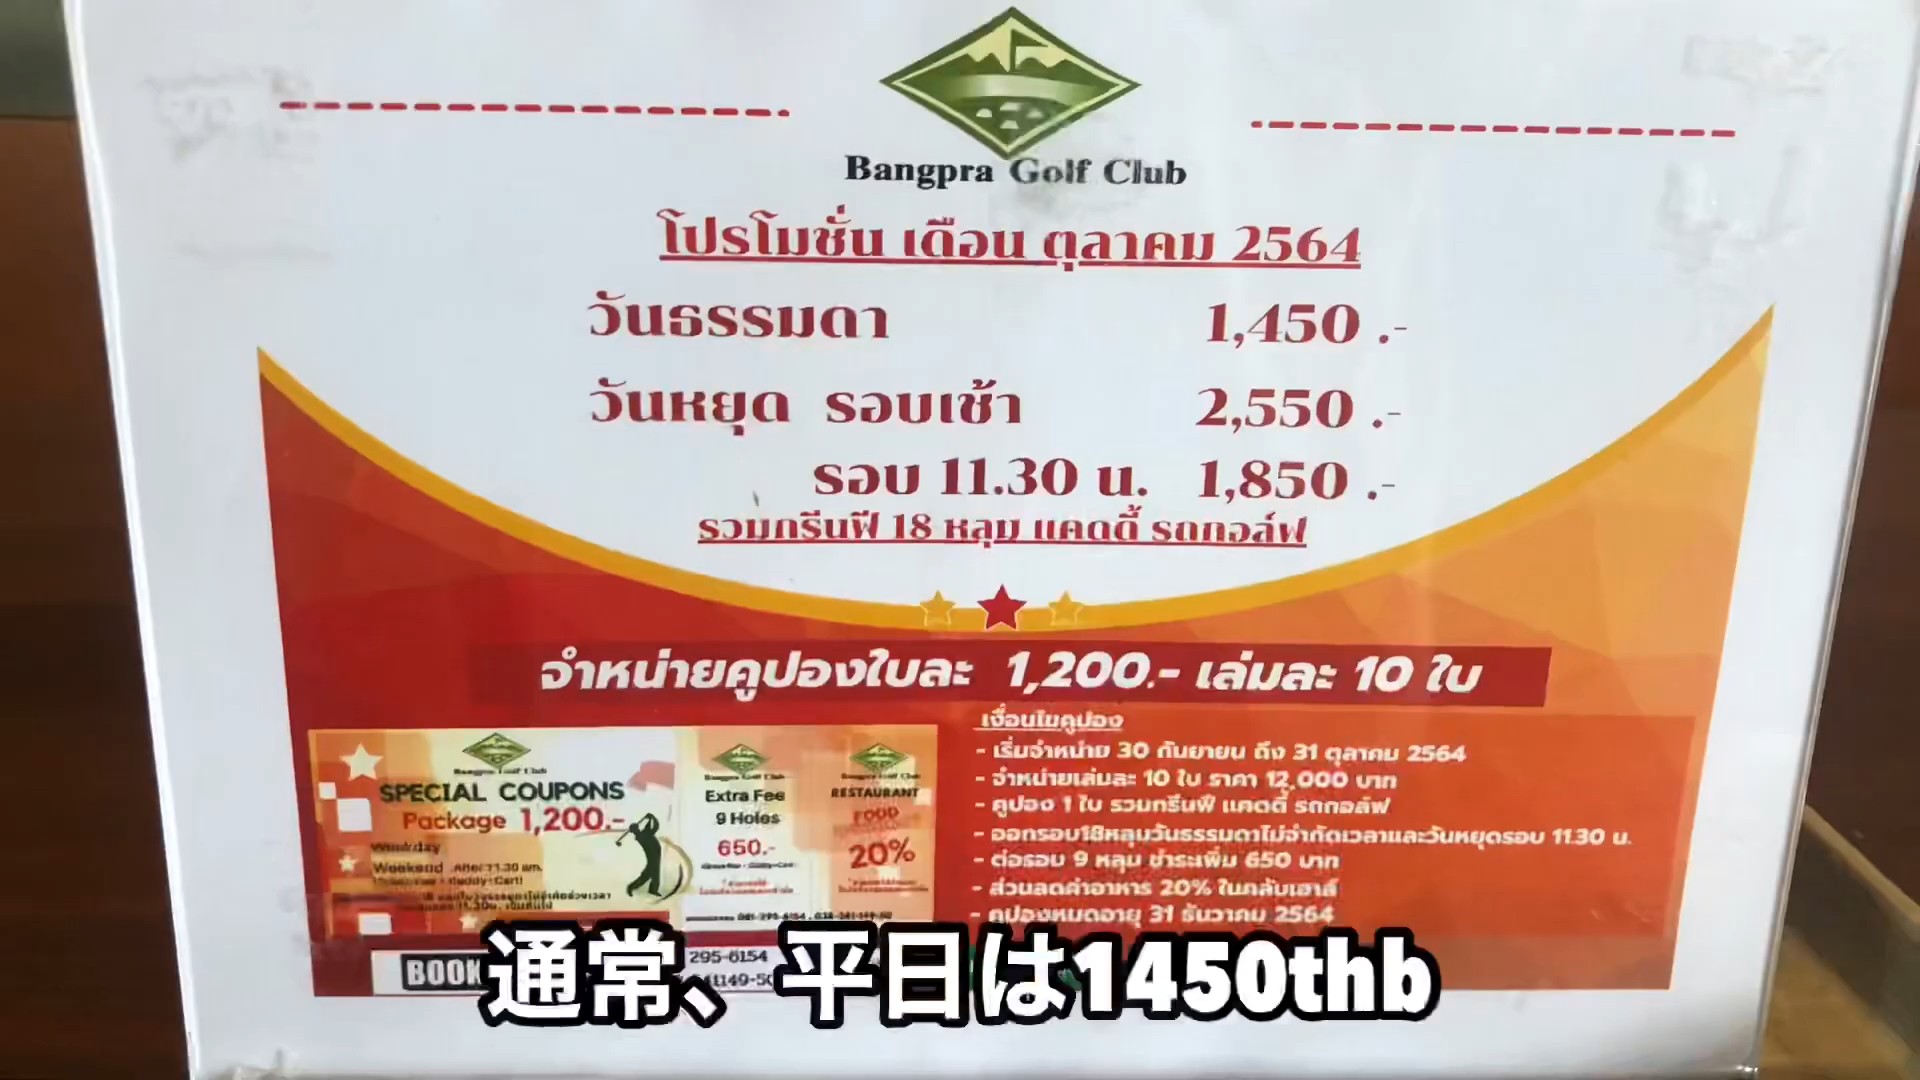 Bangpra Golf Club
โปรโมชั่น เดือน ตุลาคม 2564
วันธรรมดา 1,450 .-
วันหยุด รอบเช้า 2,550 .-
รอบ 11.30 น. 1,850 .-
รวมกรีนฟี 18 หลุม แคดดี้ รถกอล์ฟ
จำหน่ายคูปองใบละ 1,200.- เล่มละ 10 ใบ
เงื่อนไขคูปอง
- เริ่มจำหน่าย 30 กันยายน ถึง 31 ตุลาคม 2564
- จำหน่ายเล่มละ 10 ใบ ราคา 12,000 บาท
- คูปอง 1 ใบ รวมกรีนฟี แคดดี้ รถกอล์ฟ
- ออกรอบ18หลุมวันธรรมดาไม่จำกัดเวลาและวันหยุดรอบ 11.30 น.
- ต่อรอบ 9 หลุม ชำระเพิ่ม 650 บาท
- ส่วนลดค่าอาหาร 20% ในคลับเฮาส์
- คูปองหมดอายุ 31 ธันวาคม 2564
Bangpra Golf Club
SPECIAL COUPONS
Package 1,200.-
Weekday
Weekend After 11.30 am.
Bangpra Golf Club
Extra Fee
9 Holes
650.-
Bangpra Golf Club
RESTAURANT
FOOD
20%
BOOK
295-6154
通常、平日は1450thb